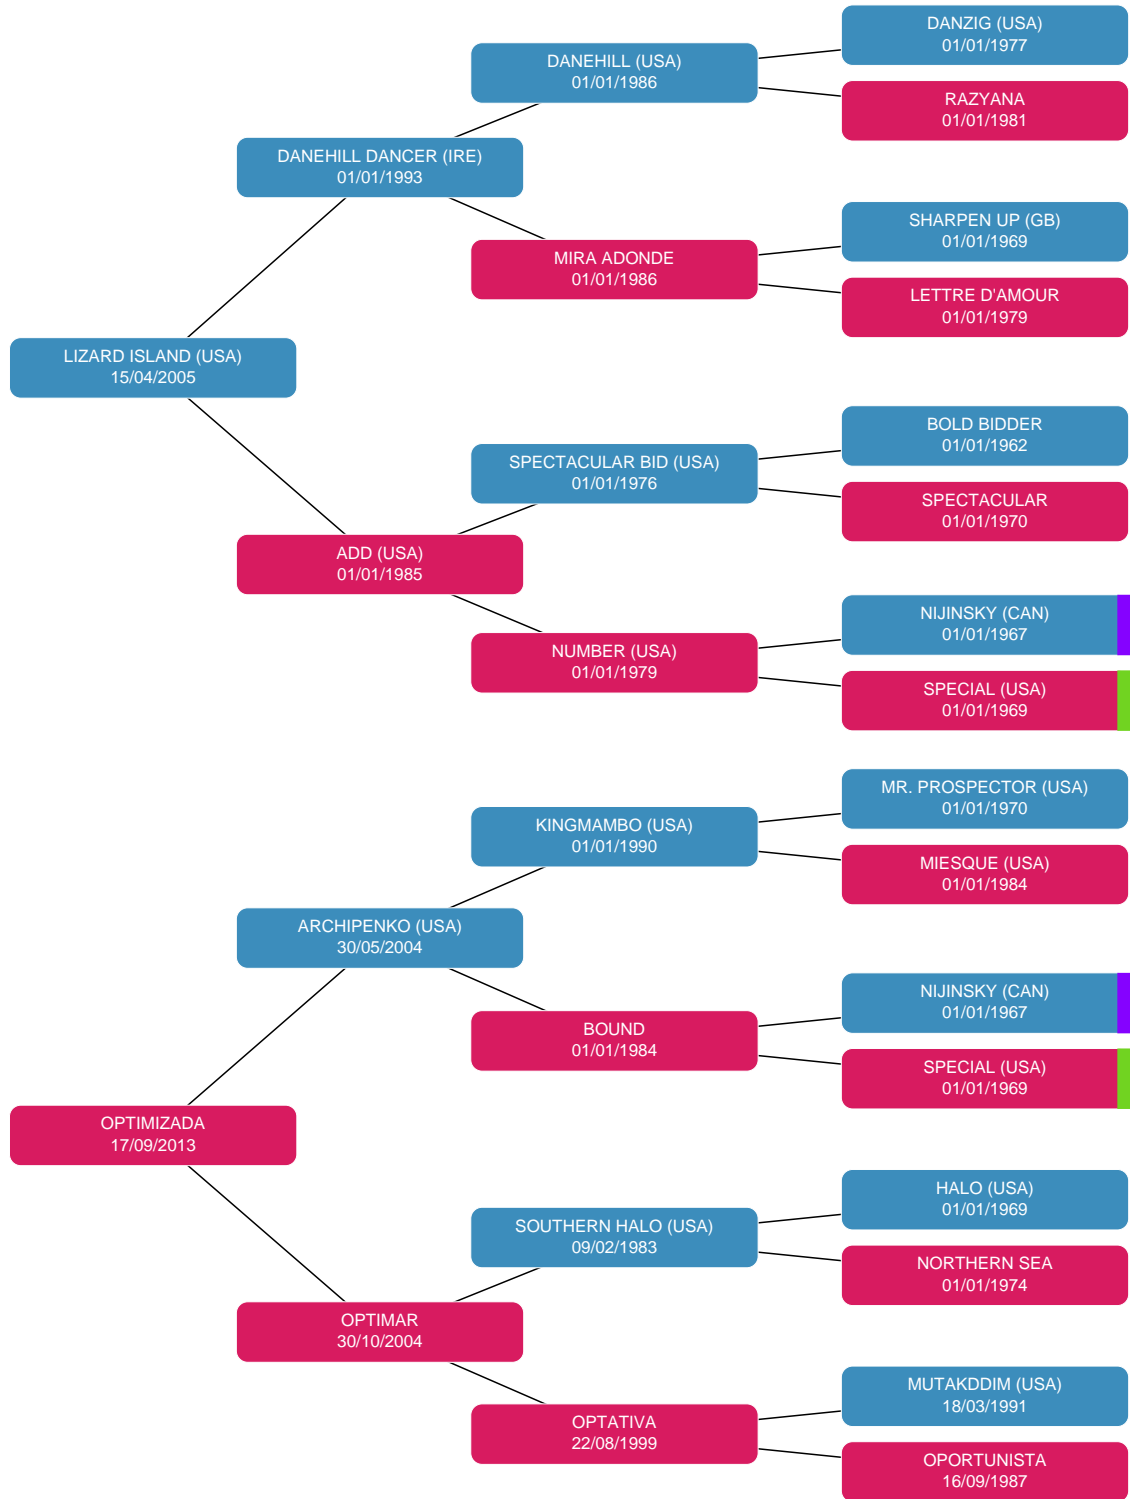 DANZIG (USA)
01/01/1977
DANEHILL (USA)
01/01/1986
RAZYANA
01/01/1981
DANEHILL DANCER (IRE)
01/01/1993
SHARPEN UP (GB)
01/01/1969
MIRA ADONDE
01/01/1986
LETTRE D'AMOUR
01/01/1979
LIZARD ISLAND (USA)
15/04/2005
BOLD BIDDER
01/01/1962
SPECTACULAR BID (USA)
01/01/1976
SPECTACULAR
01/01/1970
ADD (USA)
01/01/1985
NIJINSKY (CAN)
01/01/1967
NUMBER (USA)
01/01/1979
SPECIAL (USA)
01/01/1969
MR. PROSPECTOR (USA)
01/01/1970
KINGMAMBO (USA)
01/01/1990
MIESQUE (USA)
01/01/1984
ARCHIPENKO (USA)
30/05/2004
NIJINSKY (CAN)
01/01/1967
BOUND
01/01/1984
SPECIAL (USA)
01/01/1969
OPTIMIZADA
17/09/2013
HALO (USA)
01/01/1969
SOUTHERN HALO (USA)
09/02/1983
NORTHERN SEA
01/01/1974
OPTIMAR
30/10/2004
MUTAKDDIM (USA)
18/03/1991
OPTATIVA
22/08/1999
OPORTUNISTA
16/09/1987